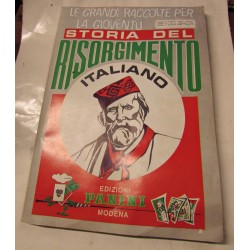 LE GRANDI RACCOLTE PER
LA GIOVENTÙ
STORIA DEL
RISORGIMENTO
ITALIANO
EDIZIONI
PANINI
MODENA